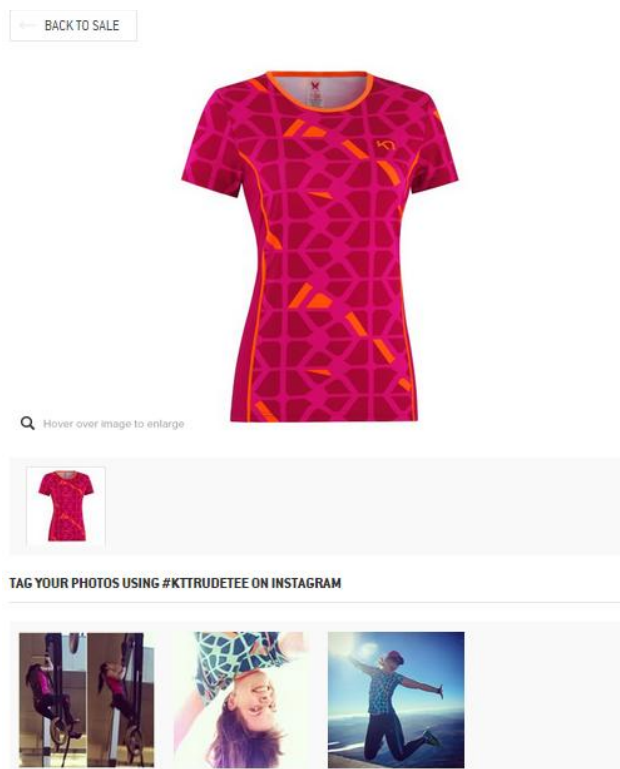 BACK TO SALE
Hover over image to enlarge
TAG YOUR PHOTOS USING #KTTRUDETEE ON INSTAGRAM